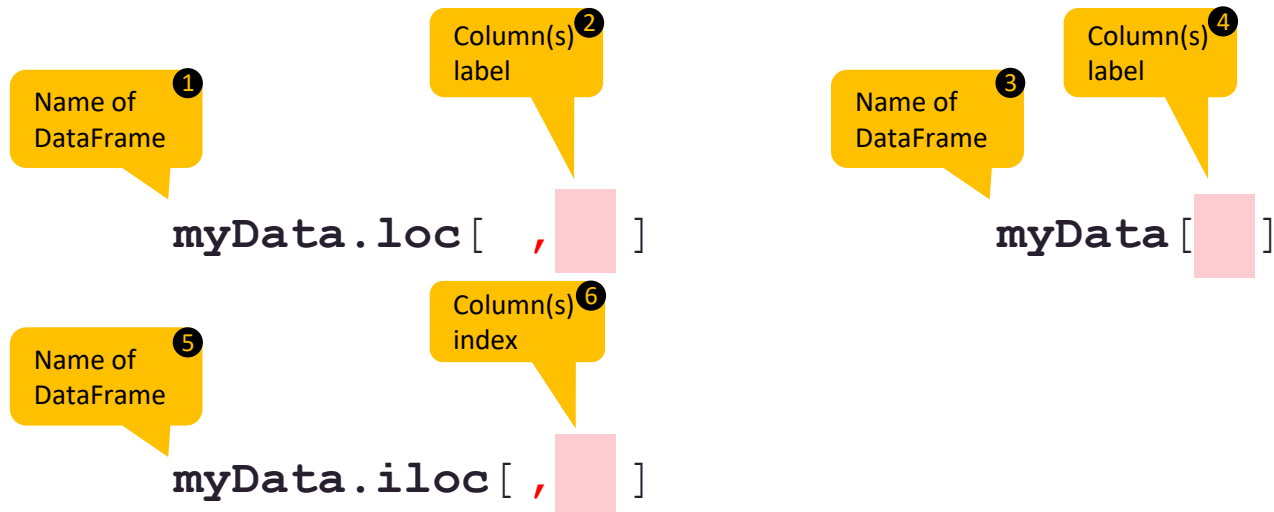 Column(s) 2
label
1
Name of
DataFrame
myData.loc[ , ]
Column(s) 4
label
3
Name of
DataFrame
myData[ ]
Column(s) 6
index
5
Name of
DataFrame
myData.iloc[ , ]